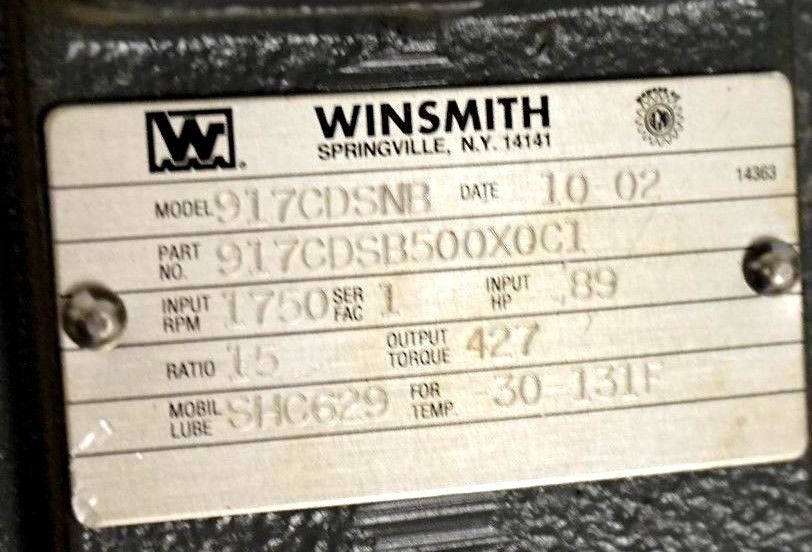 W WINSMITH
SPRINGVILLE, N.Y. 14141
MODEL 917CDSNB DATE 10-02 14363
PART NO. 917CDSB500X0C1
INPUT RPM 1750 SER FAC 1 INPUT HP .89
RATIO 15 OUTPUT TORQUE 427
MOBIL LUBE SHC629 FOR TEMP. -30-131F